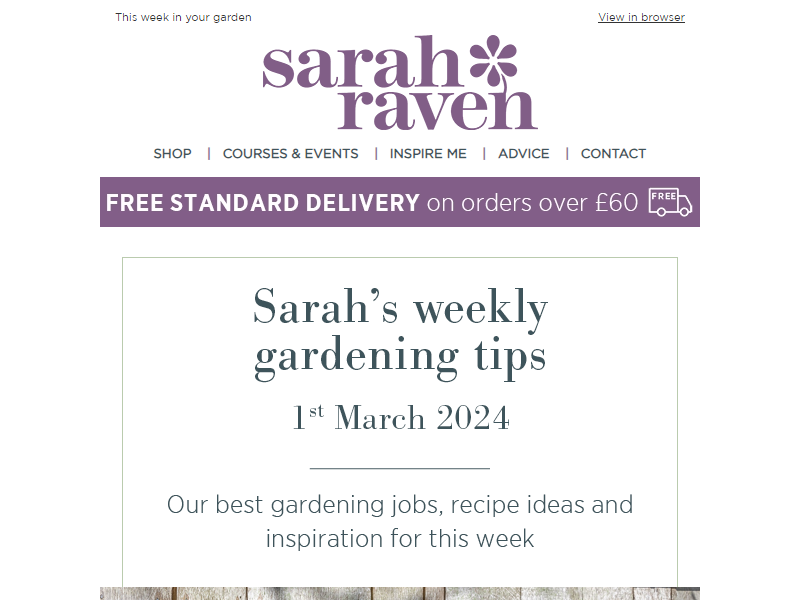 This week in your garden
View in browser
sarah
raven
SHOP | COURSES & EVENTS | INSPIRE ME | ADVICE | CONTACT
FREE STANDARD DELIVERY on orders over £60 FREE
Sarah’s weekly
gardening tips
1st March 2024
Our best gardening jobs, recipe ideas and
inspiration for this week